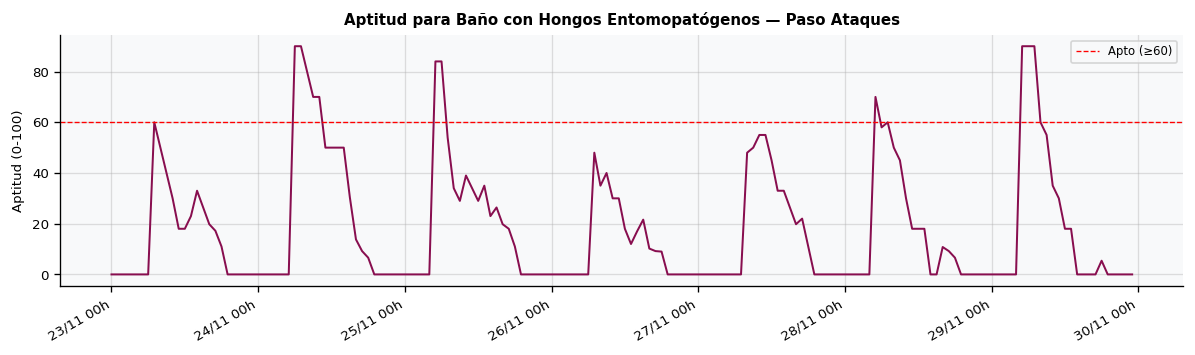 Aptitud para Baño con Hongos Entomopatógenos — Paso Ataques
Apto (≥60)
Aptitud (0-100)
80
60
40
20
0
23/11 00h
24/11 00h
25/11 00h
26/11 00h
27/11 00h
28/11 00h
29/11 00h
30/11 00h